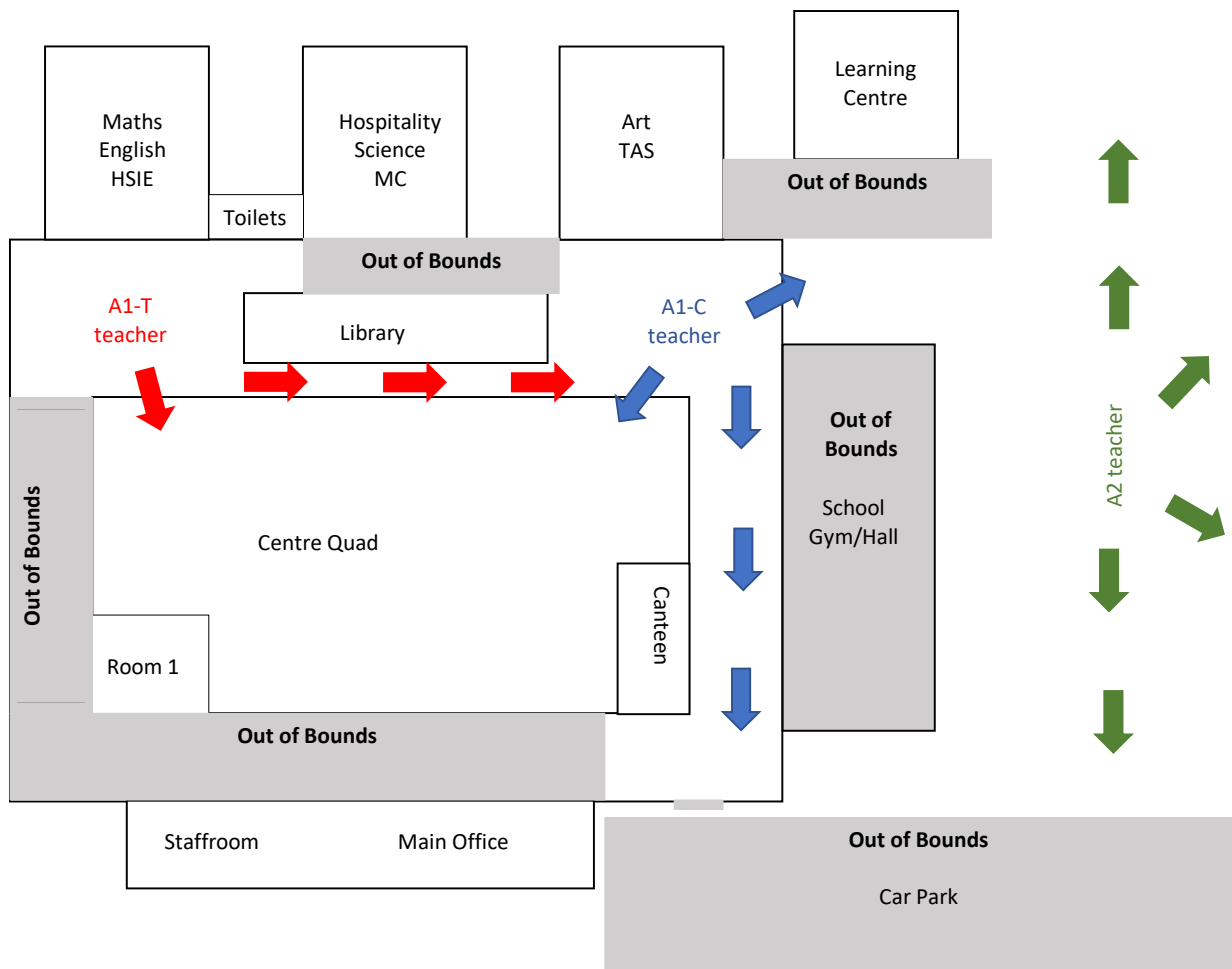 Learning
Centre
Maths
English
HSIE
Hospitality
Science
MC
Art
TAS
Out of Bounds
Toilets
Out of Bounds
A1-T
teacher
Library
A1-C
teacher
Out of
Bounds
School
Gym/Hall
A2 teacher
Out of Bounds
Centre Quad
Canteen
Room 1
Out of Bounds
Staffroom
Main Office
Out of Bounds
Car Park